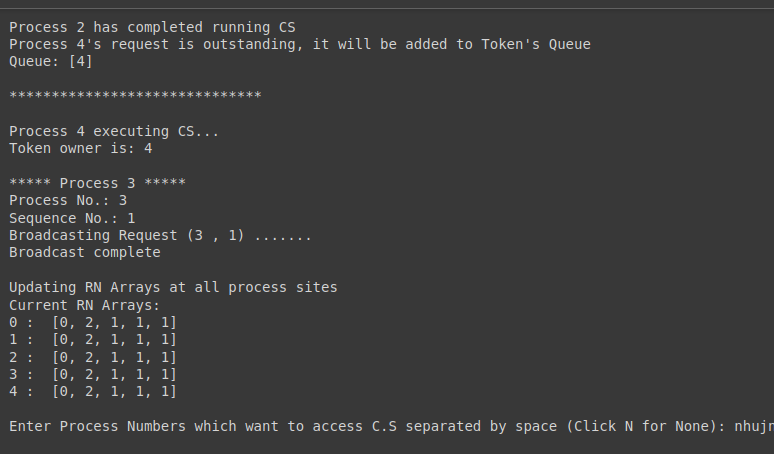 Process 2 has completed running CS
Process 4's request is outstanding, it will be added to Token's Queue
Queue: [4]
******************************
Process 4 executing CS...
Token owner is: 4
***** Process 3 *****
Process No.: 3
Sequence No.: 1
Broadcasting Request (3 , 1) .......
Broadcast complete
Updating RN Arrays at all process sites
Current RN Arrays:
0 :  [0, 2, 1, 1, 1]
1 :  [0, 2, 1, 1, 1]
2 :  [0, 2, 1, 1, 1]
3 :  [0, 2, 1, 1, 1]
4 :  [0, 2, 1, 1, 1]
Enter Process Numbers which want to access C.S separated by space (Click N for None):